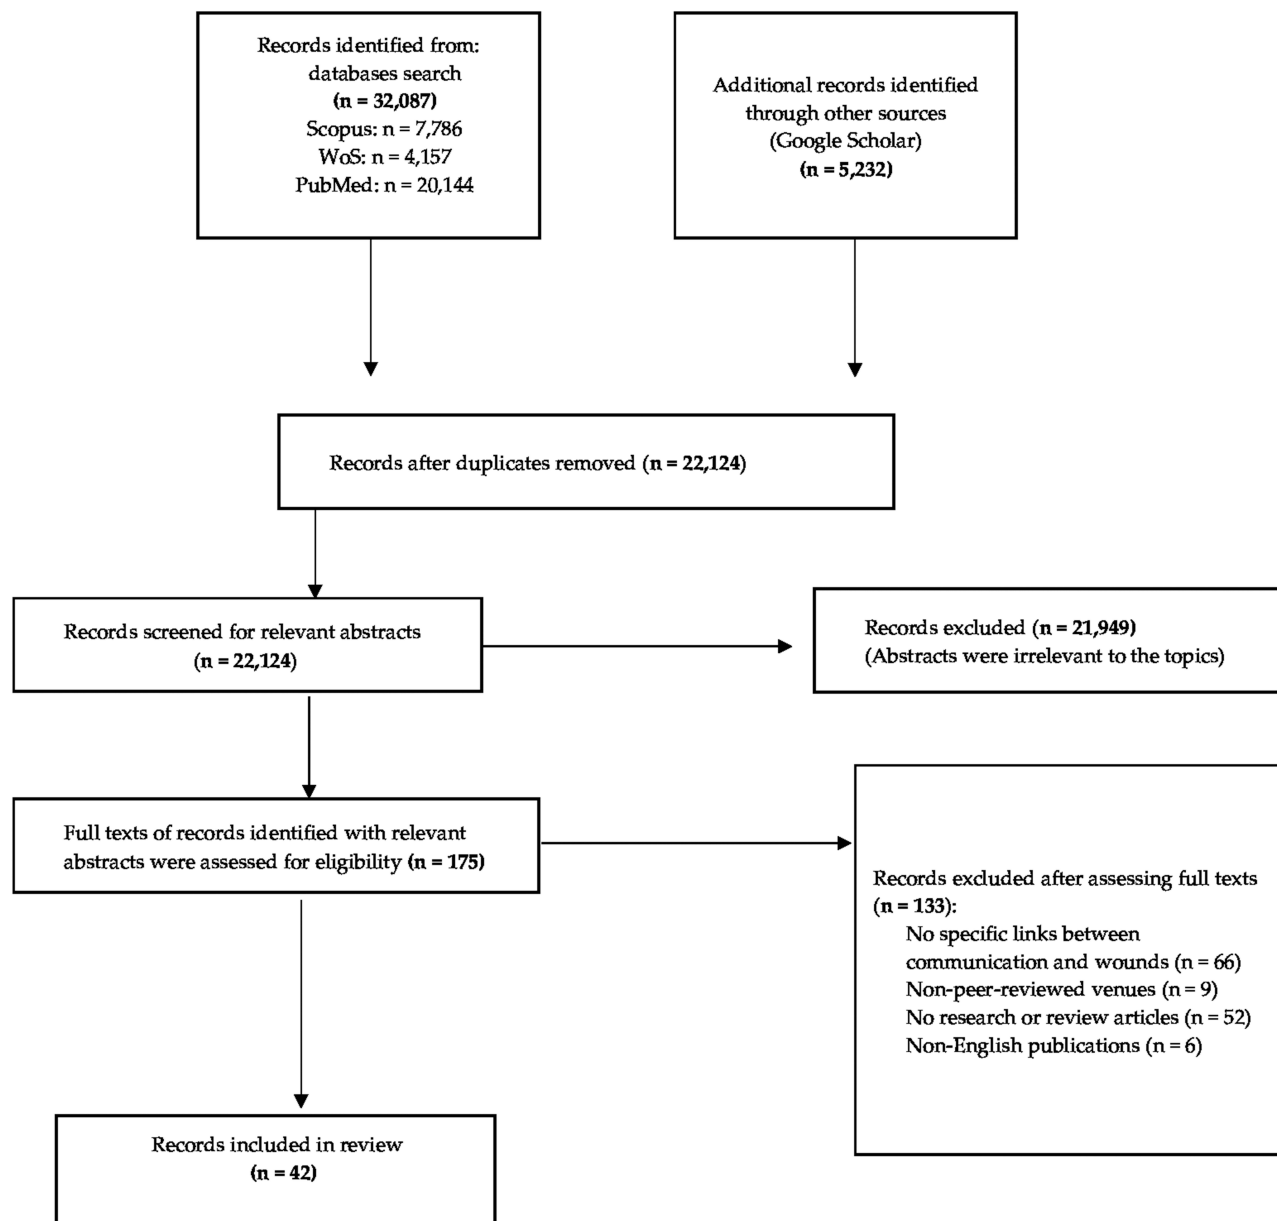 Records identified from:
databases search
(n = 32,087)
Scopus: n = 7,786
WoS: n = 4,157
PubMed: n = 20,144
Additional records identified
through other sources
(Google Scholar)
(n = 5,232)
Records after duplicates removed (n = 22,124)
Records screened for relevant abstracts
(n = 22,124)
Records excluded (n = 21,949)
(Abstracts were irrelevant to the topics)
Full texts of records identified with relevant
abstracts were assessed for eligibility (n = 175)
Records excluded after assessing full texts
(n = 133):
No specific links between
communication and wounds (n = 66)
Non-peer-reviewed venues (n = 9)
No research or review articles (n = 52)
Non-English publications (n = 6)
Records included in review
(n = 42)